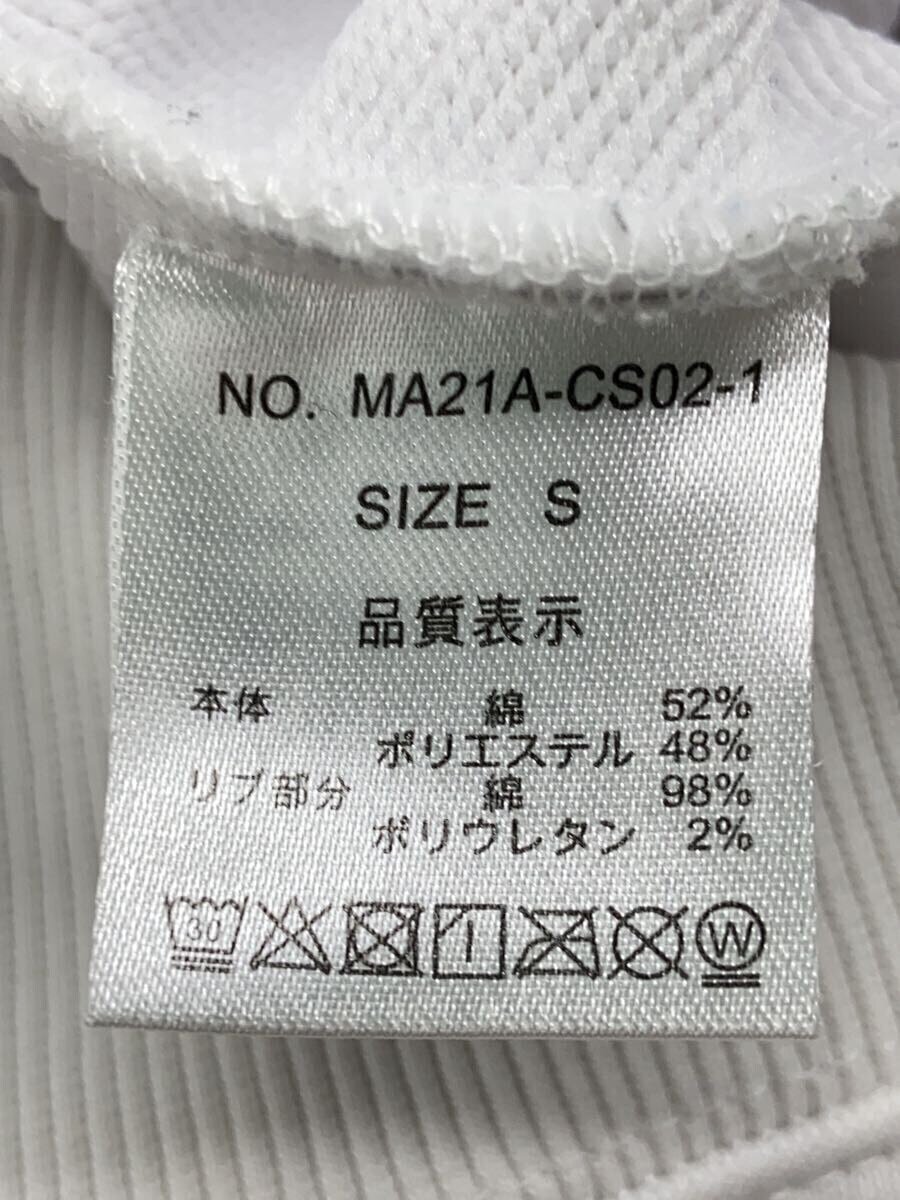 NO. MA21A-CS02-1
SIZE S
品質表示
本体 綿 52%
ポリエステル 48%
リブ部分 綿 98%
ポリウレタン 2%
30 W